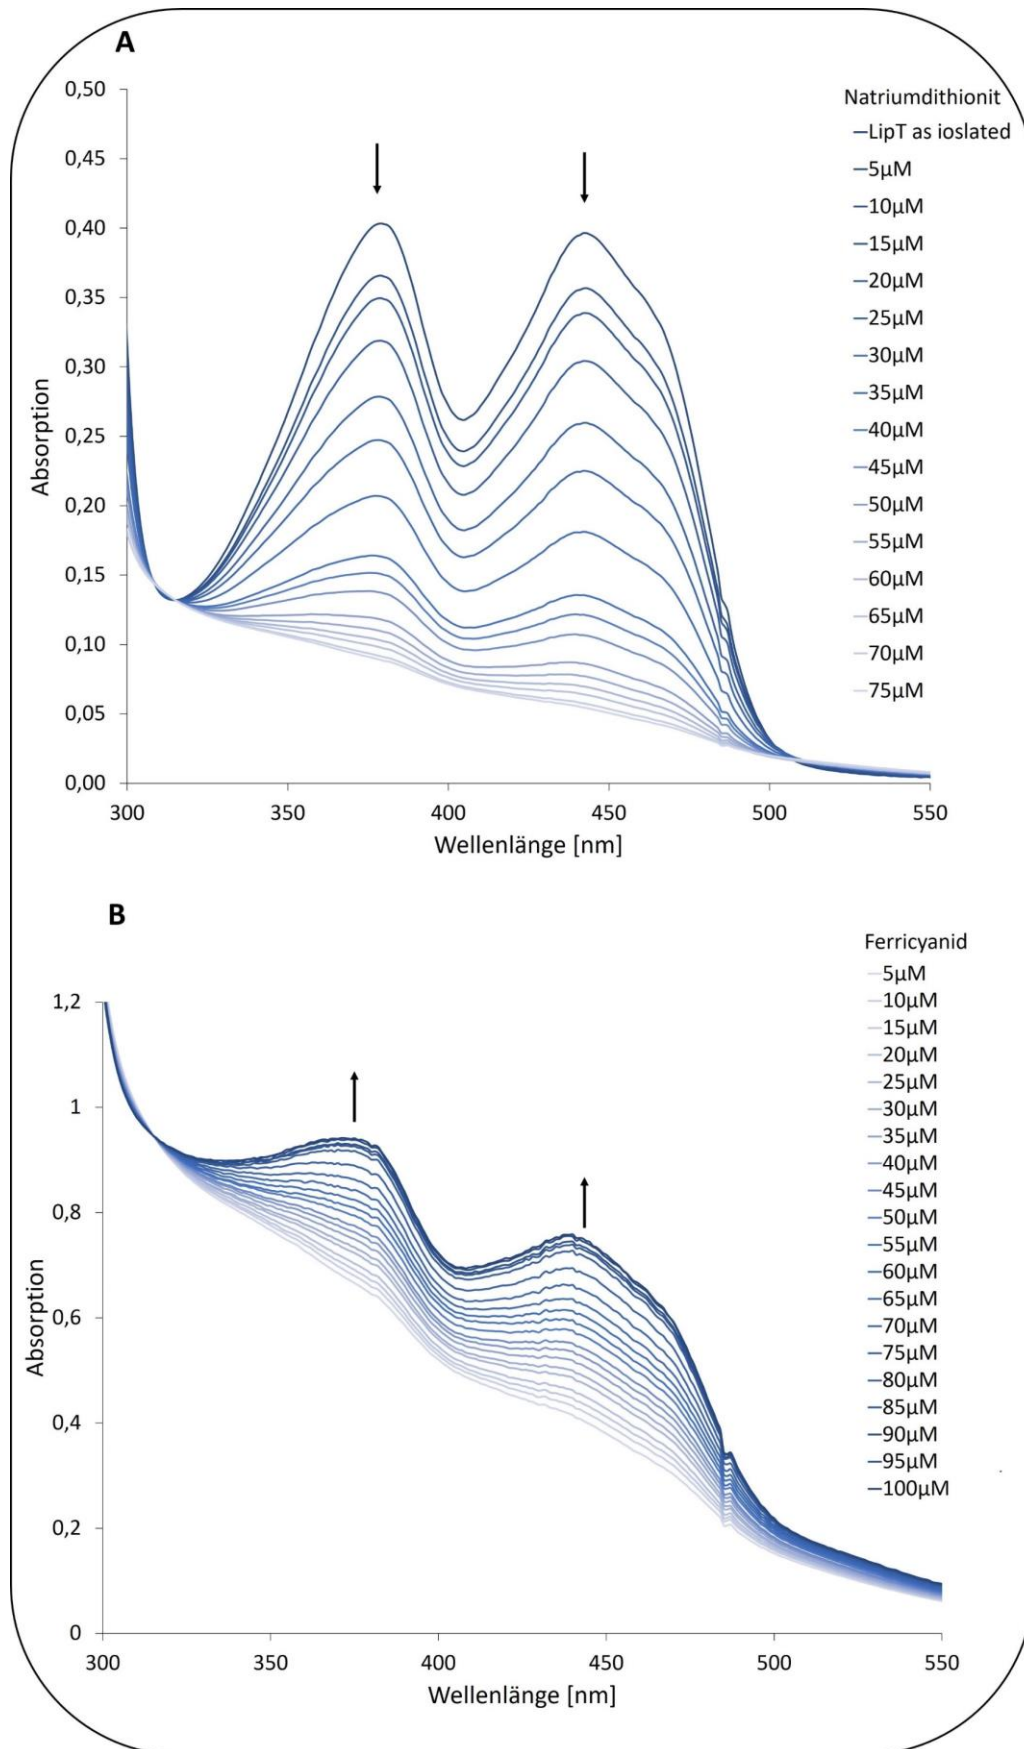 A
0,50
0,45
0,40
0,35
0,30
0,25
0,20
0,15
0,10
0,05
0,00
Absorption
300
350
400
450
500
550
Wellenlänge [nm]
Natriumdithionit
LipT as ioslated
5µM
10µM
15µM
20µM
25µM
30µM
35µM
40µM
45µM
50µM
55µM
60µM
65µM
70µM
75µM
B
1,2
1
0,8
0,6
0,4
0,2
0
Absorption
300
350
400
450
500
550
Wellenlänge [nm]
Ferricyanid
5µM
10µM
15µM
20µM
25µM
30µM
35µM
40µM
45µM
50µM
55µM
60µM
65µM
70µM
75µM
80µM
85µM
90µM
95µM
100µM